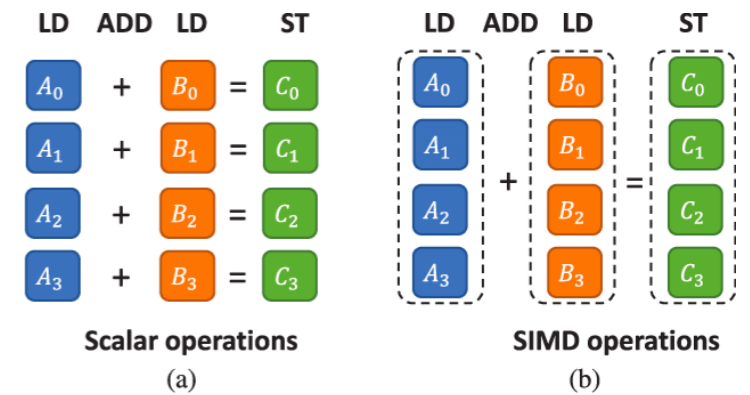 LD ADD LD ST LD ADD LD ST
A0 + B0 = C0 A0 B0 C0
A1 + B1 = C1 A1 B1 C1
+ =
A2 + B2 = C2 A2 B2 C2
A3 + B3 = C3 A3 B3 C3
Scalar operations SIMD operations
(a) (b)